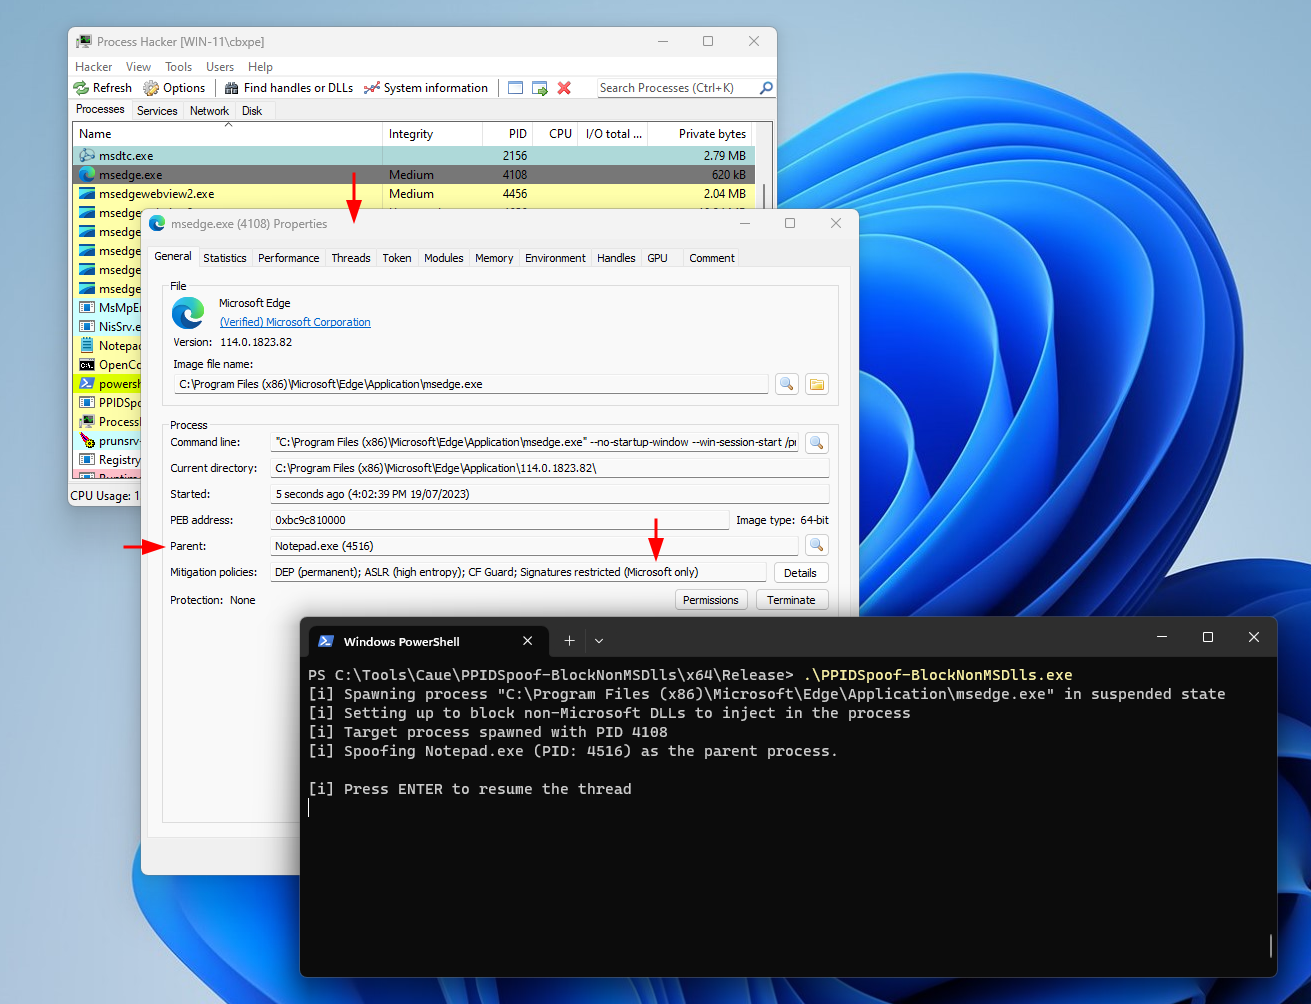 Process Hacker [WIN-11\cbxpe]
Hacker View Tools Users Help
Refresh Options Find handles or DLLs System information Search Processes (Ctrl+K)
Processes Services Network Disk
Name Integrity PID CPU I/O total ... Private bytes
msdtc.exe 2156 2.79 MB
msedge.exe Medium 4108 620 kB
msedgewebview2.exe Medium 4456 2.04 MB
msedge
msedge
msedge
msedge
msedge
MsMpEn
NisSrv.e
Notepad
OpenCo
powersh
PPIDSpo
Process
prunsrv-
Registry
Runtime
CPU Usage: 1
msedge.exe (4108) Properties
General Statistics Performance Threads Token Modules Memory Environment Handles GPU Comment
File
Microsoft Edge
(Verified) Microsoft Corporation
Version: 114.0.1823.82
Image file name:
C:\Program Files (x86)\Microsoft\Edge\Application\msedge.exe
Process
Command line: "C:\Program Files (x86)\Microsoft\Edge\Application\msedge.exe" --no-startup-window --win-session-start /pr
Current directory: C:\Program Files (x86)\Microsoft\Edge\Application\114.0.1823.82\
Started: 5 seconds ago (4:02:39 PM 19/07/2023)
PEB address: 0xbc9c810000 Image type: 64-bit
Parent: Notepad.exe (4516)
Mitigation policies: DEP (permanent); ASLR (high entropy); CF Guard; Signatures restricted (Microsoft only) Details
Protection: None Permissions Terminate
Windows PowerShell
PS C:\Tools\Caue\PPIDSpoof-BlockNonMSDlls\x64\Release> .\PPIDSpoof-BlockNonMSDlls.exe
[i] Spawning process "C:\Program Files (x86)\Microsoft\Edge\Application\msedge.exe" in suspended state
[i] Setting up to block non-Microsoft DLLs to inject in the process
[i] Target process spawned with PID 4108
[i] Spoofing Notepad.exe (PID: 4516) as the parent process.
[i] Press ENTER to resume the thread